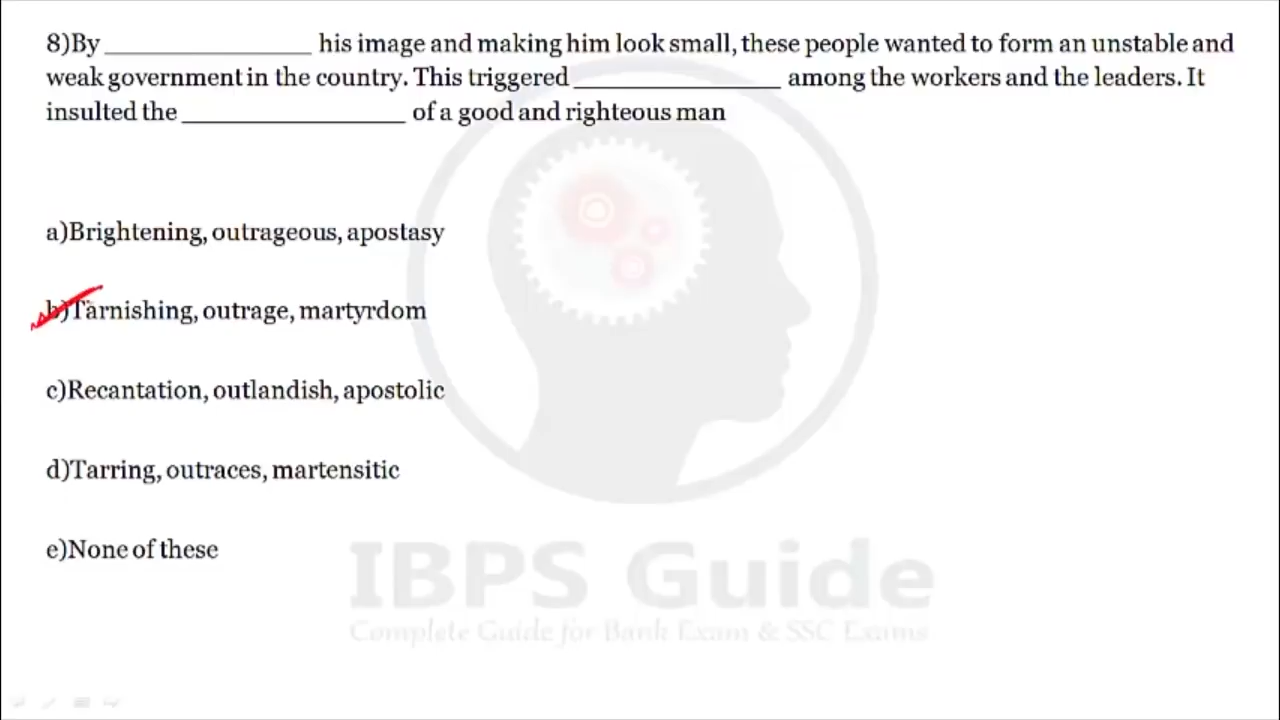 8)By ________________ his image and making him look small, these people wanted to form an unstable and
weak government in the country. This triggered ________________ among the workers and the leaders. It
insulted the _________________ of a good and righteous man
a)Brightening, outrageous, apostasy
b)Tarnishing, outrage, martyrdom
c)Recantation, outlandish, apostolic
d)Tarring, outraces, martensitic
e)None of these
IBPS Guide
Complete Guide for Bank Exam & SSC Exams